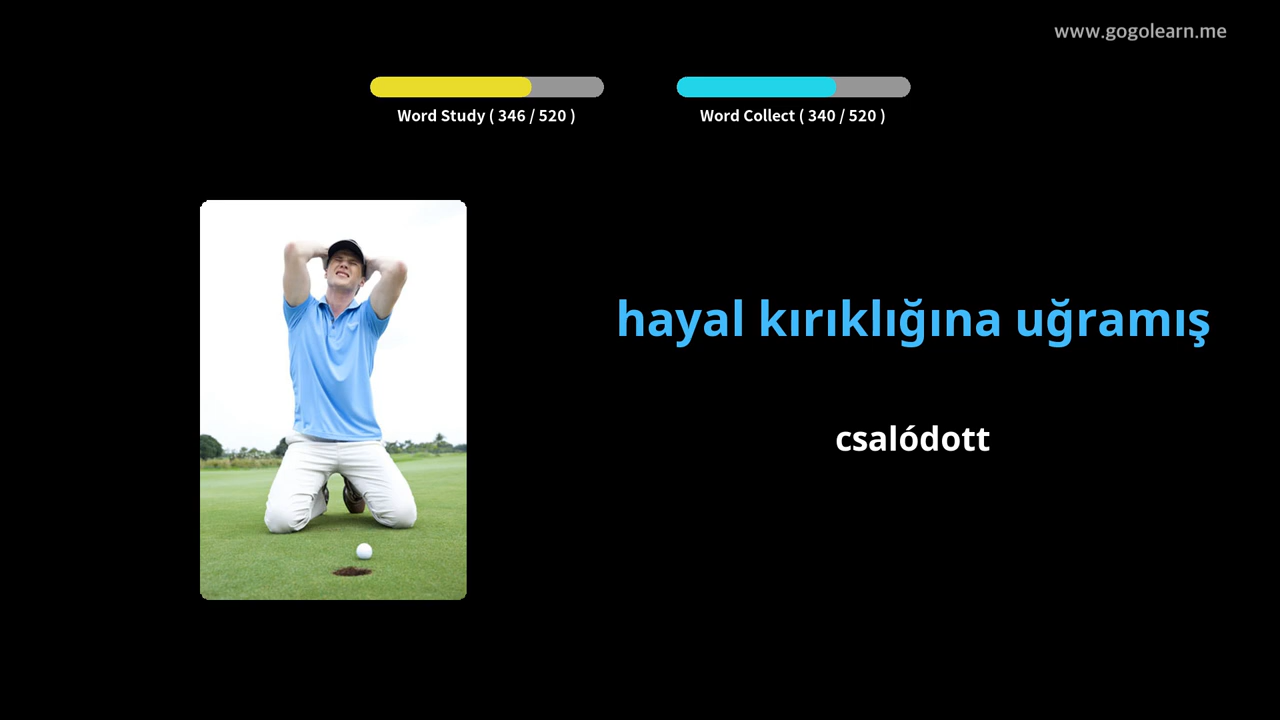 www.gogolearn.me
Word Study ( 346 / 520 )
Word Collect ( 340 / 520 )
hayal kırıklığına uğramış
csalódott